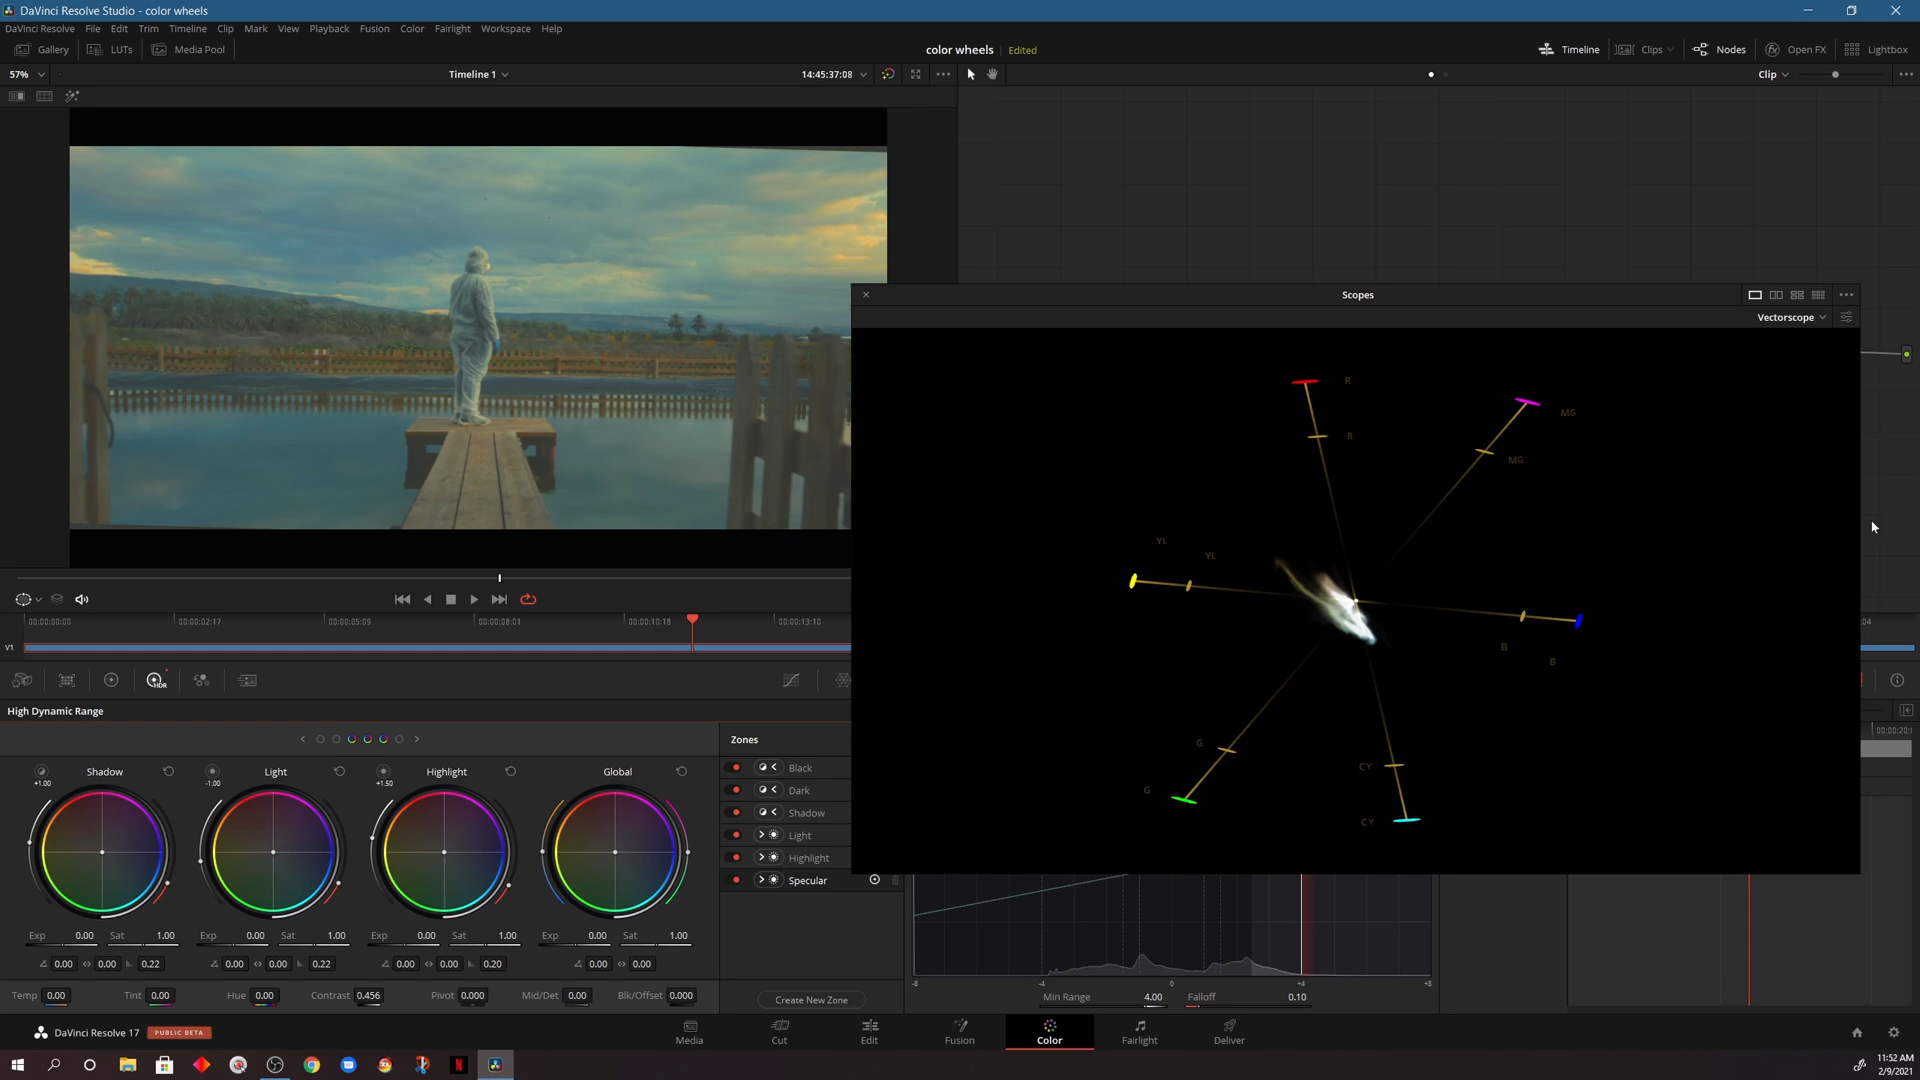 DaVinci Resolve Studio - color wheels
DaVinci Resolve File Edit Trim Timeline Clip Mark View Playback Fusion Color Fairlight Workspace Help
Gallery LUTs Media Pool color wheels Edited Timeline Clips Nodes Open FX Lightbox
57% Timeline 1 14:45:37:08 Clip
Scopes
Vectorscope
R
R
MG
MG
YL
YL
B
B
G
G
CY
CY
00:00:00:00 00:00:02:17 00:00:05:09 00:00:08:01 00:00:10:18 00:00:13:10 :04
V1
HDR
High Dynamic Range
Zones
00:00:20:
Shadow Light Highlight Global
+1.00 -1.00 +1.50
Black
Dark
Shadow
Light
Highlight
Specular
Exp 0.00 Sat 1.00 Exp 0.00 Sat 1.00 Exp 0.00 Sat 1.00 Exp 0.00 Sat 1.00
0.00 0.00 0.22 0.00 0.00 0.22 0.00 0.00 0.20 0.00 0.00
-8 -4 0 +4 +8
Temp 0.00 Tint 0.00 Hue 0.00 Contrast 0.456 Pivot 0.000 Mid/Det 0.00 Blk/Offset 0.000
Create New Zone
Min Range 4.00 Falloff 0.10
DaVinci Resolve 17 PUBLIC BETA
Media Cut Edit Fusion Color Fairlight Deliver
11:52 AM
2/9/2021